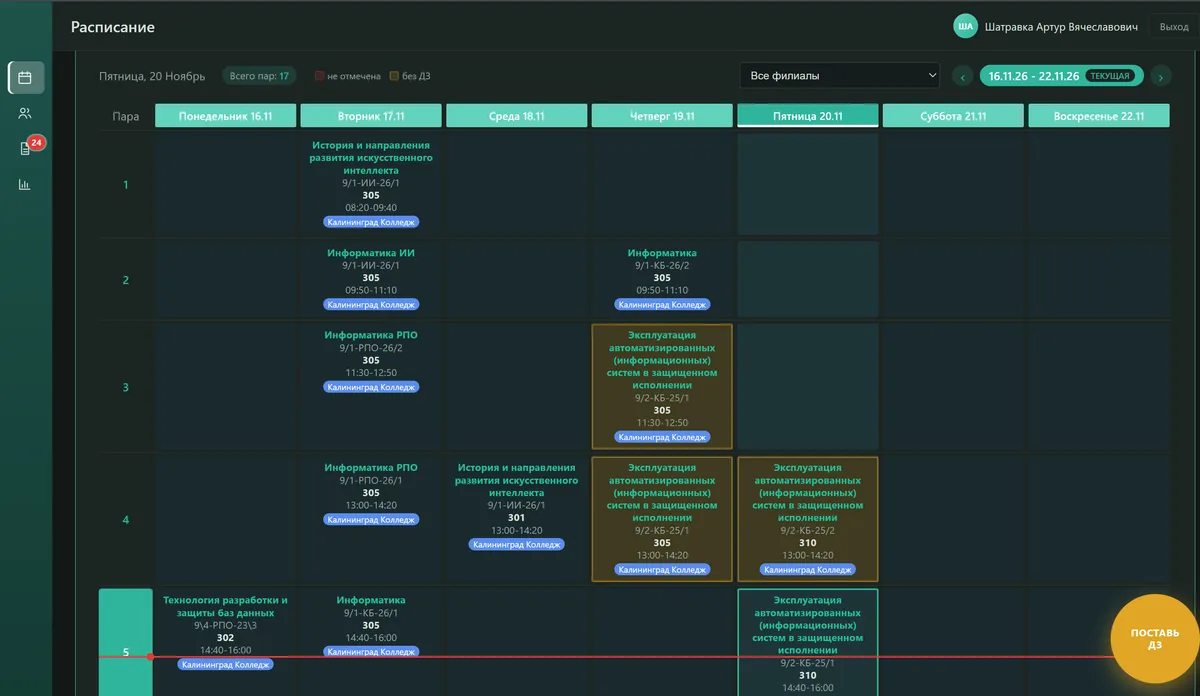 Расписание
ША
Шатравка Артур Вячеславович
Выход
24
Пятница, 20 Ноябрь
Всего пар: 17
не отмечена
без ДЗ
Все филиалы
16.11.26 - 22.11.26
ТЕКУЩАЯ
Пара
Понедельник 16.11
Вторник 17.11
Среда 18.11
Четверг 19.11
Пятница 20.11
Суббота 21.11
Воскресенье 22.11
1
История и направления
развития искусственного
интеллекта
9/1-ИИ-26/1
305
08:20-09:40
Калининград Колледж
2
Информатика ИИ
9/1-ИИ-26/1
305
09:50-11:10
Калининград Колледж
Информатика
9/1-КБ-26/2
305
09:50-11:10
Калининград Колледж
3
Информатика РПО
9/1-РПО-26/2
305
11:30-12:50
Калининград Колледж
Эксплуатация
автоматизированных
(информационных)
систем в защищенном
исполнении
9/2-КБ-25/1
305
11:30-12:50
Калининград Колледж
4
Информатика РПО
9/1-РПО-26/1
305
13:00-14:20
Калининград Колледж
История и направления
развития искусственного
интеллекта
9/1-ИИ-26/1
301
13:00-14:20
Калининград Колледж
Эксплуатация
автоматизированных
(информационных)
систем в защищенном
исполнении
9/2-КБ-25/1
305
13:00-14:20
Калининград Колледж
Эксплуатация
автоматизированных
(информационных)
систем в защищенном
исполнении
9/2-КБ-25/2
310
13:00-14:20
Калининград Колледж
5
Технология разработки и
защиты баз данных
9\4-РПО-23\3
302
14:40-16:00
Калининград Колледж
Информатика
9/1-КБ-26/1
305
14:40-16:00
Калининград Колледж
Эксплуатация
автоматизированных
(информационных)
систем в защищенном
исполнении
9/2-КБ-25/1
310
14:40-16:00
ПОСТАВЬ
ДЗ